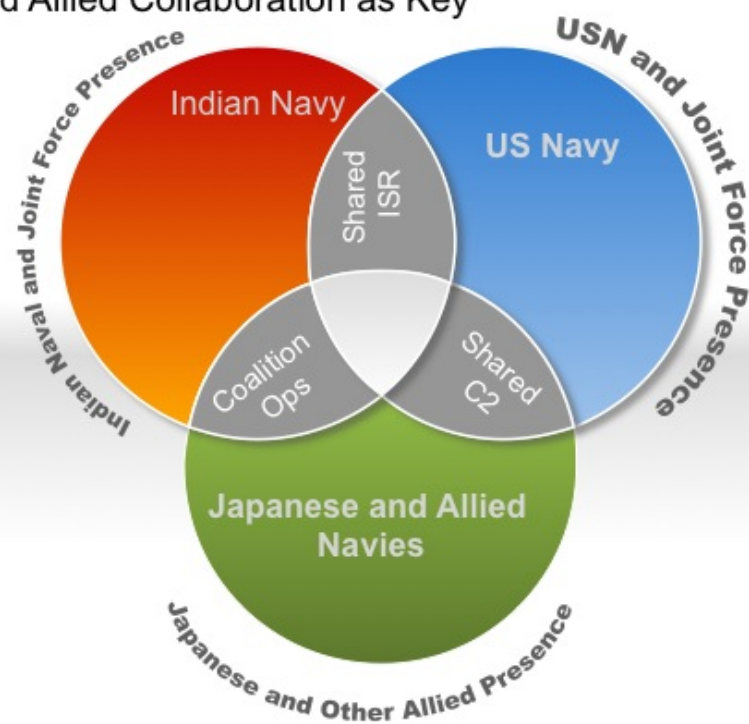 d Allied Collaboration as Key
Indian Naval and Joint Force Presence
USN and Joint Force Presence
Indian Navy
US Navy
Shared
ISR
Coalition
Ops
Shared
C2
Japanese and Allied
Navies
Japanese and Other Allied Presence